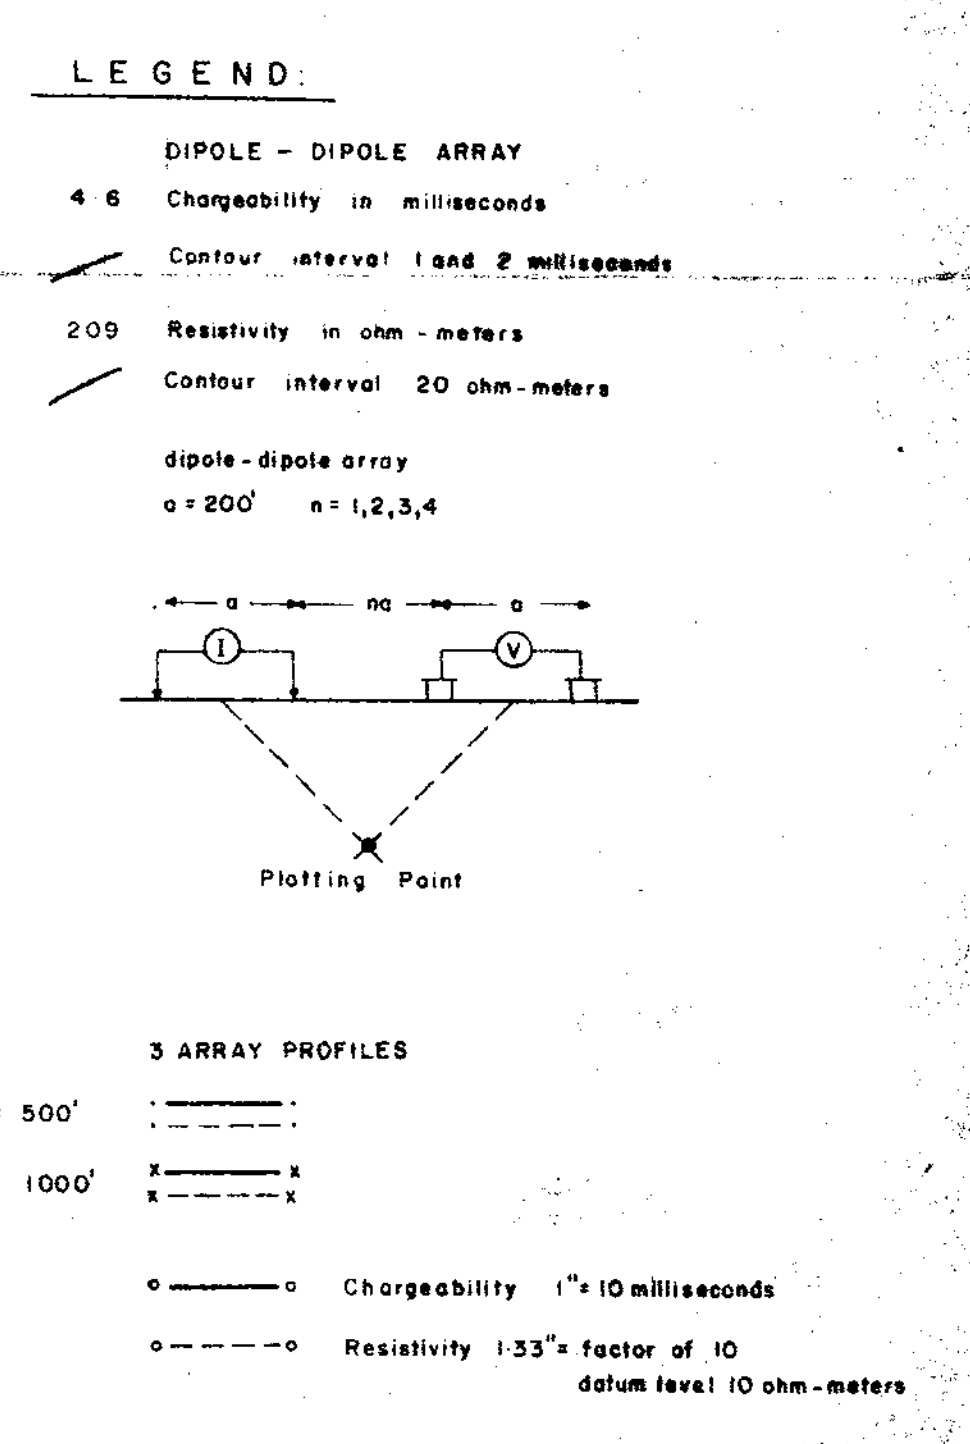 LEGEND:
DIPOLE - DIPOLE ARRAY
4·6 Chargeability in milliseconds
Contour interval 1 and 2 milliseconds
209 Resistivity in ohm - meters
Contour interval 20 ohm-meters
dipole-dipole array
a = 200' n = 1,2,3,4
a na a
I V
Plotting Point
3 ARRAY PROFILES
500'
1000'
Chargeability 1"= 10 milliseconds
Resistivity 1·33"= factor of 10
datum level 10 ohm-meters